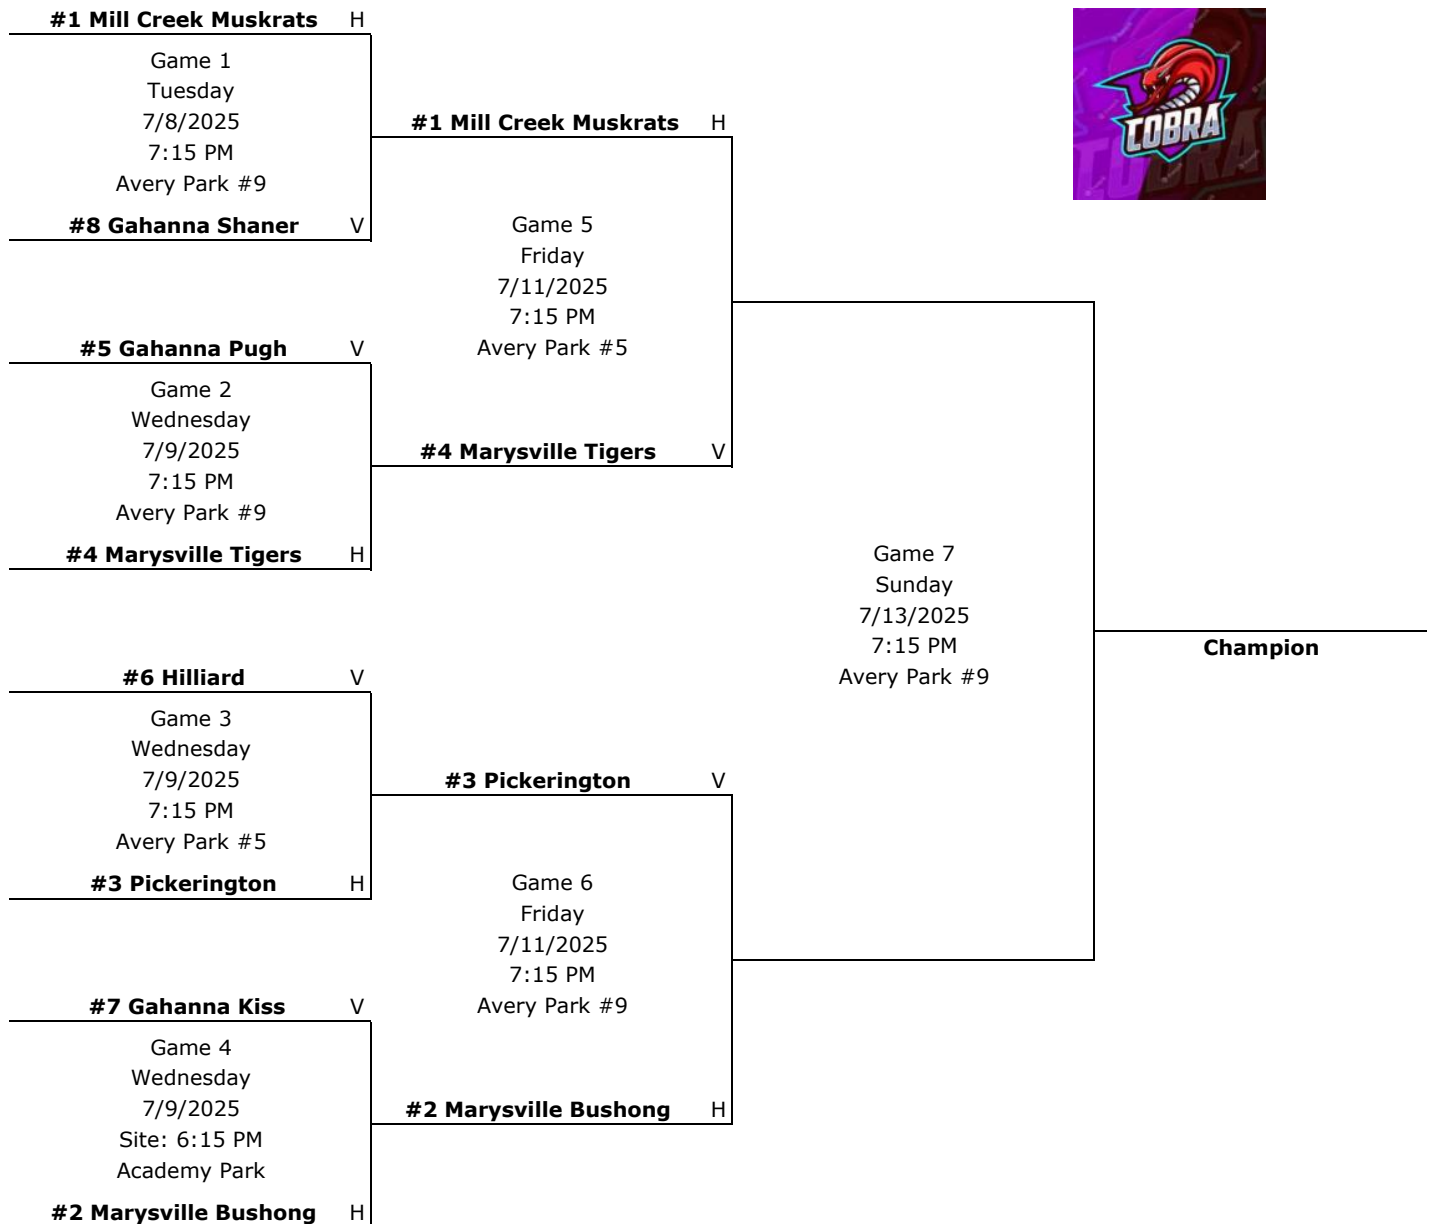 #1 Mill Creek Muskrats H
Game 1
Tuesday
7/8/2025
7:15 PM
Avery Park #9
#8 Gahanna Shaner V
#5 Gahanna Pugh V
Game 2
Wednesday
7/9/2025
7:15 PM
Avery Park #9
#4 Marysville Tigers H
#6 Hilliard V
Game 3
Wednesday
7/9/2025
7:15 PM
Avery Park #5
#3 Pickerington H
#7 Gahanna Kiss V
Game 4
Wednesday
7/9/2025
Site: 6:15 PM
Academy Park
#2 Marysville Bushong H
#1 Mill Creek Muskrats H
Game 5
Friday
7/11/2025
7:15 PM
Avery Park #5
#4 Marysville Tigers V
#3 Pickerington V
Game 6
Friday
7/11/2025
7:15 PM
Avery Park #9
#2 Marysville Bushong H
Game 7
Sunday
7/13/2025
7:15 PM
Avery Park #9
Champion
COBRA